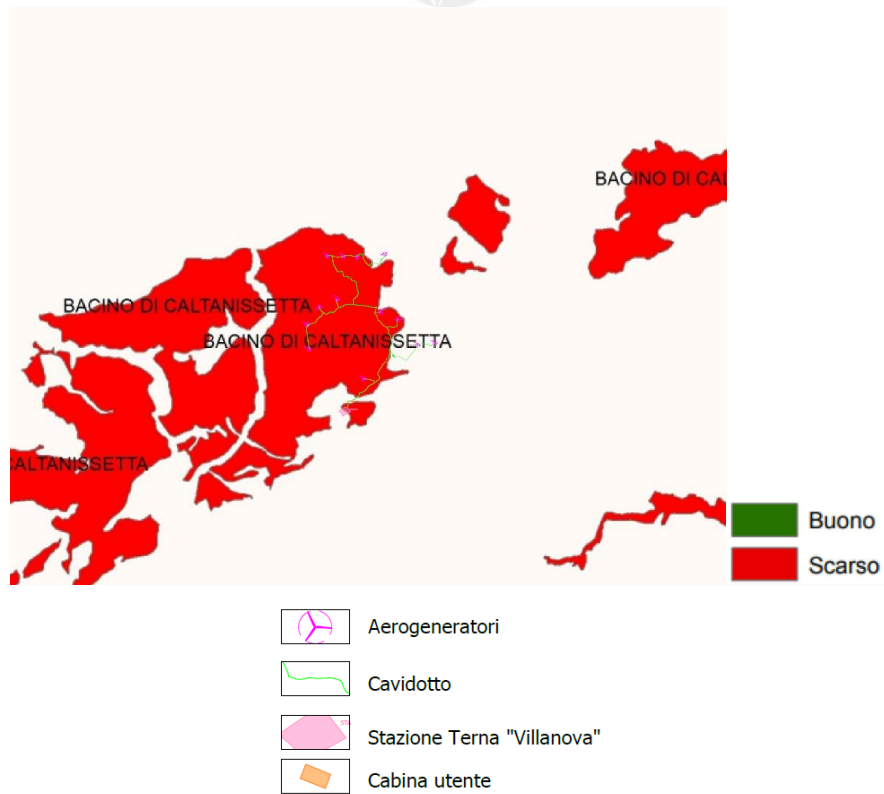 BACINO DI CAL
BACINO DI CALTANISSETTA
BACINO DI CALTANISSETTA
CALTANISSETTA
Buono
Scarso
Aerogeneratori
Cavidotto
Stazione Terna "Villanova"
Cabina utente